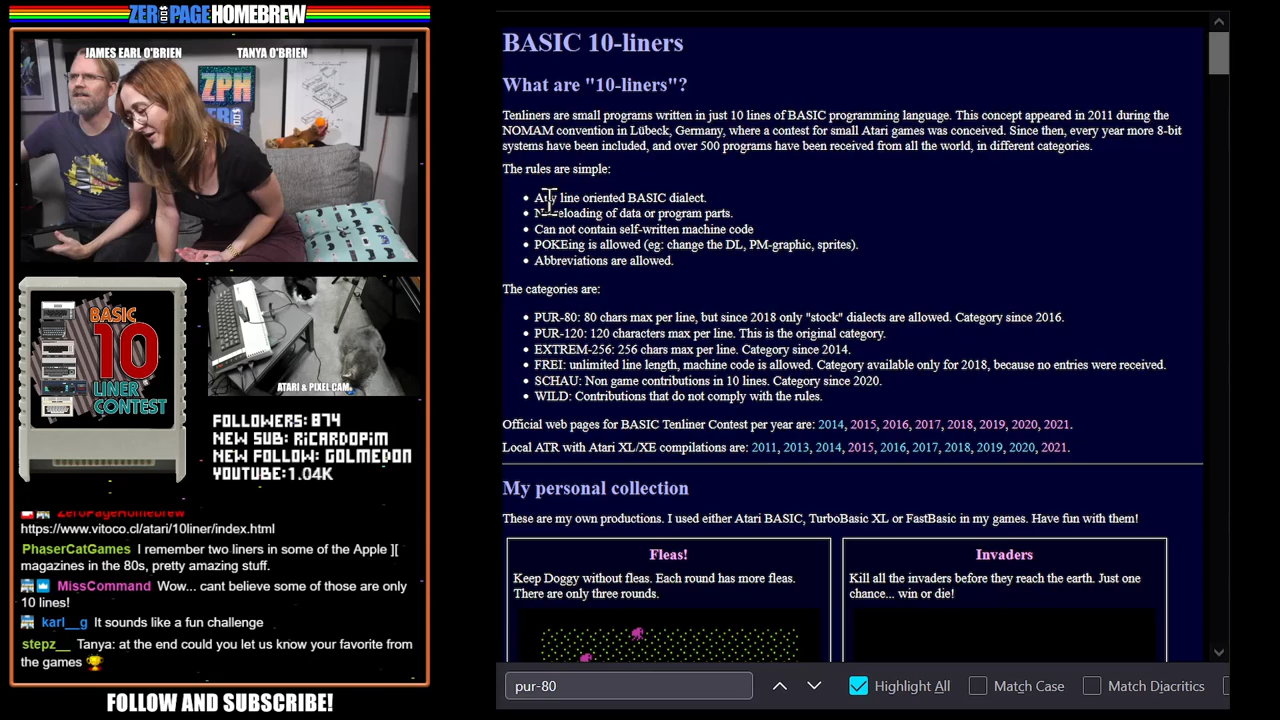 ZEROPAGEHOMEBREW
JAMES EARL O'BRIEN
TANYA O'BRIEN
ZPH
BASIC
10
LINER
CONTEST
ATARI & PIXEL CAM
FOLLOWERS: 874
NEW SUB: RICARDOPIM
NEW FOLLOW: GOLMEDON
YOUTUBE: 1.04K
ZeroPageHomebrew
https://www.vitoco.cl/atari/10liner/index.html
PhaserCatGames I remember two liners in some of the Apple ][
magazines in the 80s, pretty amazing stuff.
MissCommand Wow... cant believe some of those are only
10 lines!
karl__g It sounds like a fun challenge
stepz__ Tanya: at the end could you let us know your favorite from
the games 🏆
FOLLOW AND SUBSCRIBE!
BASIC 10-liners
What are "10-liners"?
Tenliners are small programs written in just 10 lines of BASIC programming language. This concept appeared in 2011 during the
NOMAM convention in Lübeck, Germany, where a contest for small Atari games was conceived. Since then, every year more 8-bit
systems have been included, and over 500 programs have been received from all the world, in different categories.
The rules are simple:
• Any line oriented BASIC dialect.
• No reloading of data or program parts.
• Can not contain self-written machine code
• POKEing is allowed (eg: change the DL, PM-graphic, sprites).
• Abbreviations are allowed.
The categories are:
• PUR-80: 80 chars max per line, but since 2018 only "stock" dialects are allowed. Category since 2016.
• PUR-120: 120 characters max per line. This is the original category.
• EXTREM-256: 256 chars max per line. Category since 2014.
• FREI: unlimited line length, machine code is allowed. Category available only for 2018, because no entries were received.
• SCHAU: Non game contributions in 10 lines. Category since 2020.
• WILD: Contributions that do not comply with the rules.
Official web pages for BASIC Tenliner Contest per year are: 2014, 2015, 2016, 2017, 2018, 2019, 2020, 2021.
Local ATR with Atari XL/XE compilations are: 2011, 2013, 2014, 2015, 2016, 2017, 2018, 2019, 2020, 2021.
My personal collection
These are my own productions. I used either Atari BASIC, TurboBasic XL or FastBasic in my games. Have fun with them!
Fleas!
Keep Doggy without fleas. Each round has more fleas.
There are only three rounds.
Invaders
Kill all the invaders before they reach the earth. Just one
chance... win or die!
pur-80
Highlight All
Match Case
Match Diacritics